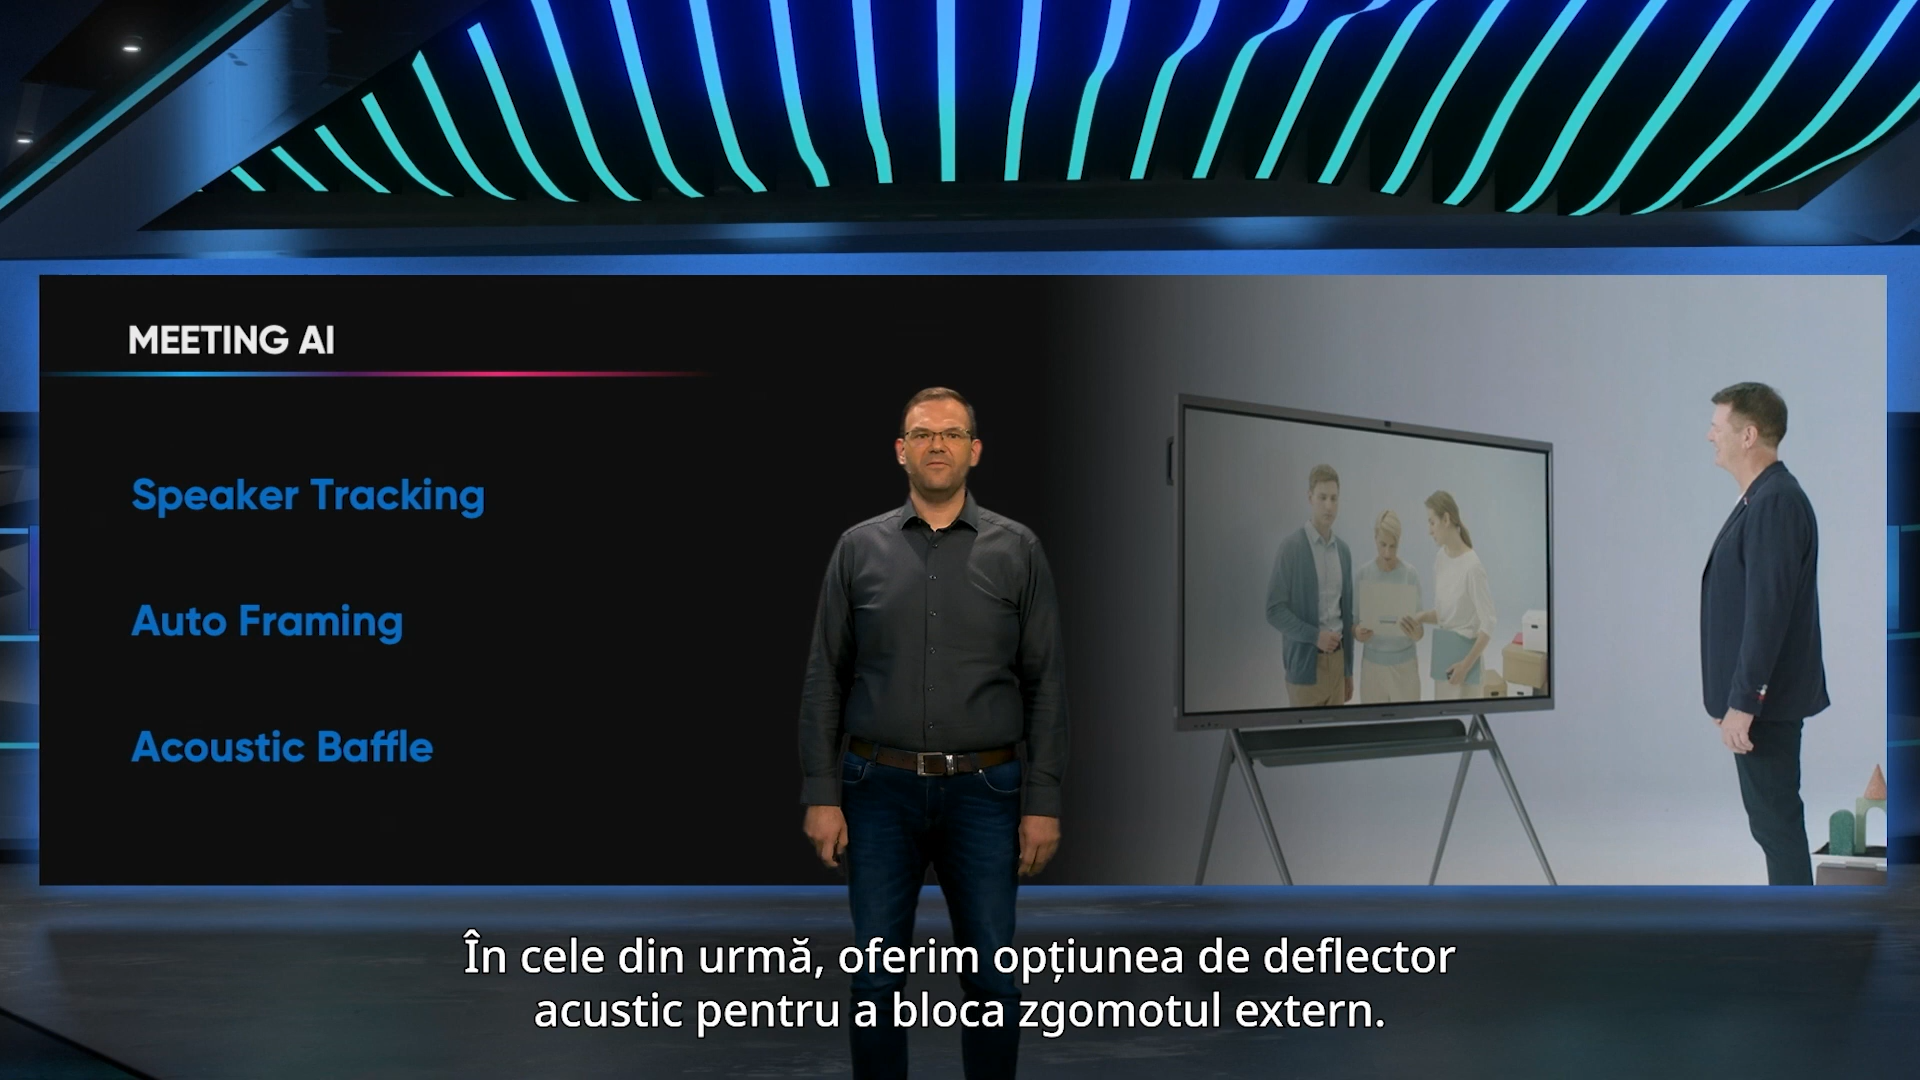 MEETING AI
Speaker Tracking
Auto Framing
Acoustic Baffle
În cele din urmă, oferim opțiunea de deflector
acustic pentru a bloca zgomotul extern.